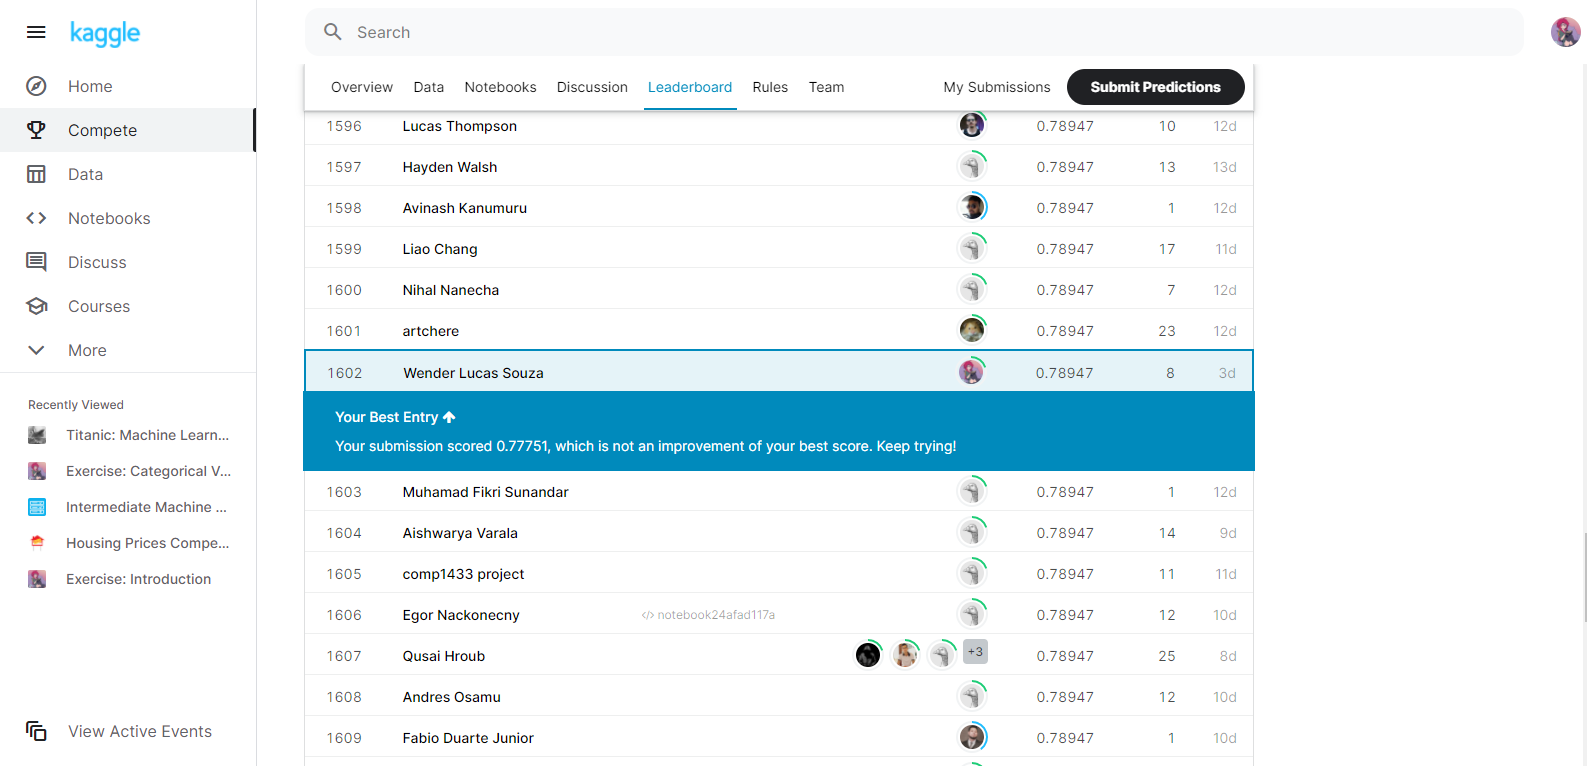 kaggle
Search
Home
Compete
Data
Notebooks
Discuss
Courses
More
Recently Viewed
Titanic: Machine Learn...
Exercise: Categorical V...
Intermediate Machine ...
Housing Prices Compe...
Exercise: Introduction
View Active Events
Overview Data Notebooks Discussion Leaderboard Rules Team My Submissions Submit Predictions
1596 Lucas Thompson 0.78947 10 12d
1597 Hayden Walsh 0.78947 13 13d
1598 Avinash Kanumuru 0.78947 1 12d
1599 Liao Chang 0.78947 17 11d
1600 Nihal Nanecha 0.78947 7 12d
1601 artchere 0.78947 23 12d
1602 Wender Lucas Souza 0.78947 8 3d
Your Best Entry ↑
Your submission scored 0.77751, which is not an improvement of your best score. Keep trying!
1603 Muhamad Fikri Sunandar 0.78947 1 12d
1604 Aishwarya Varala 0.78947 14 9d
1605 comp1433 project 0.78947 11 11d
1606 Egor Nackonecny </> notebook24afad117a 0.78947 12 10d
1607 Qusai Hroub +3 0.78947 25 8d
1608 Andres Osamu 0.78947 12 10d
1609 Fabio Duarte Junior 0.78947 1 10d